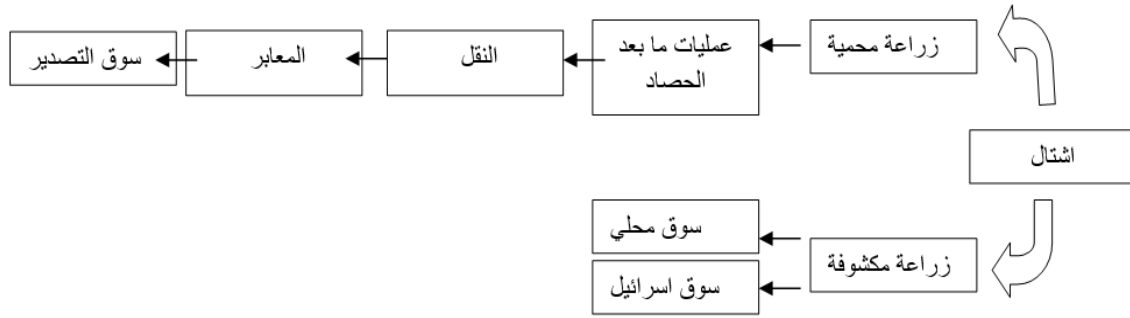 زراعة محمية
عمليات ما بعد
الحصاد
النقل
المعابر
سوق التصدير
اشتال
سوق محلي
زراعة مكشوفة
سوق اسرائيل